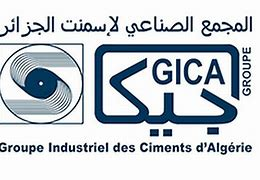 المجمع الصناعي لإسمنت الجزائر
GICA
GROUPE
جيكا
Groupe Industriel des Ciments d'Algérie